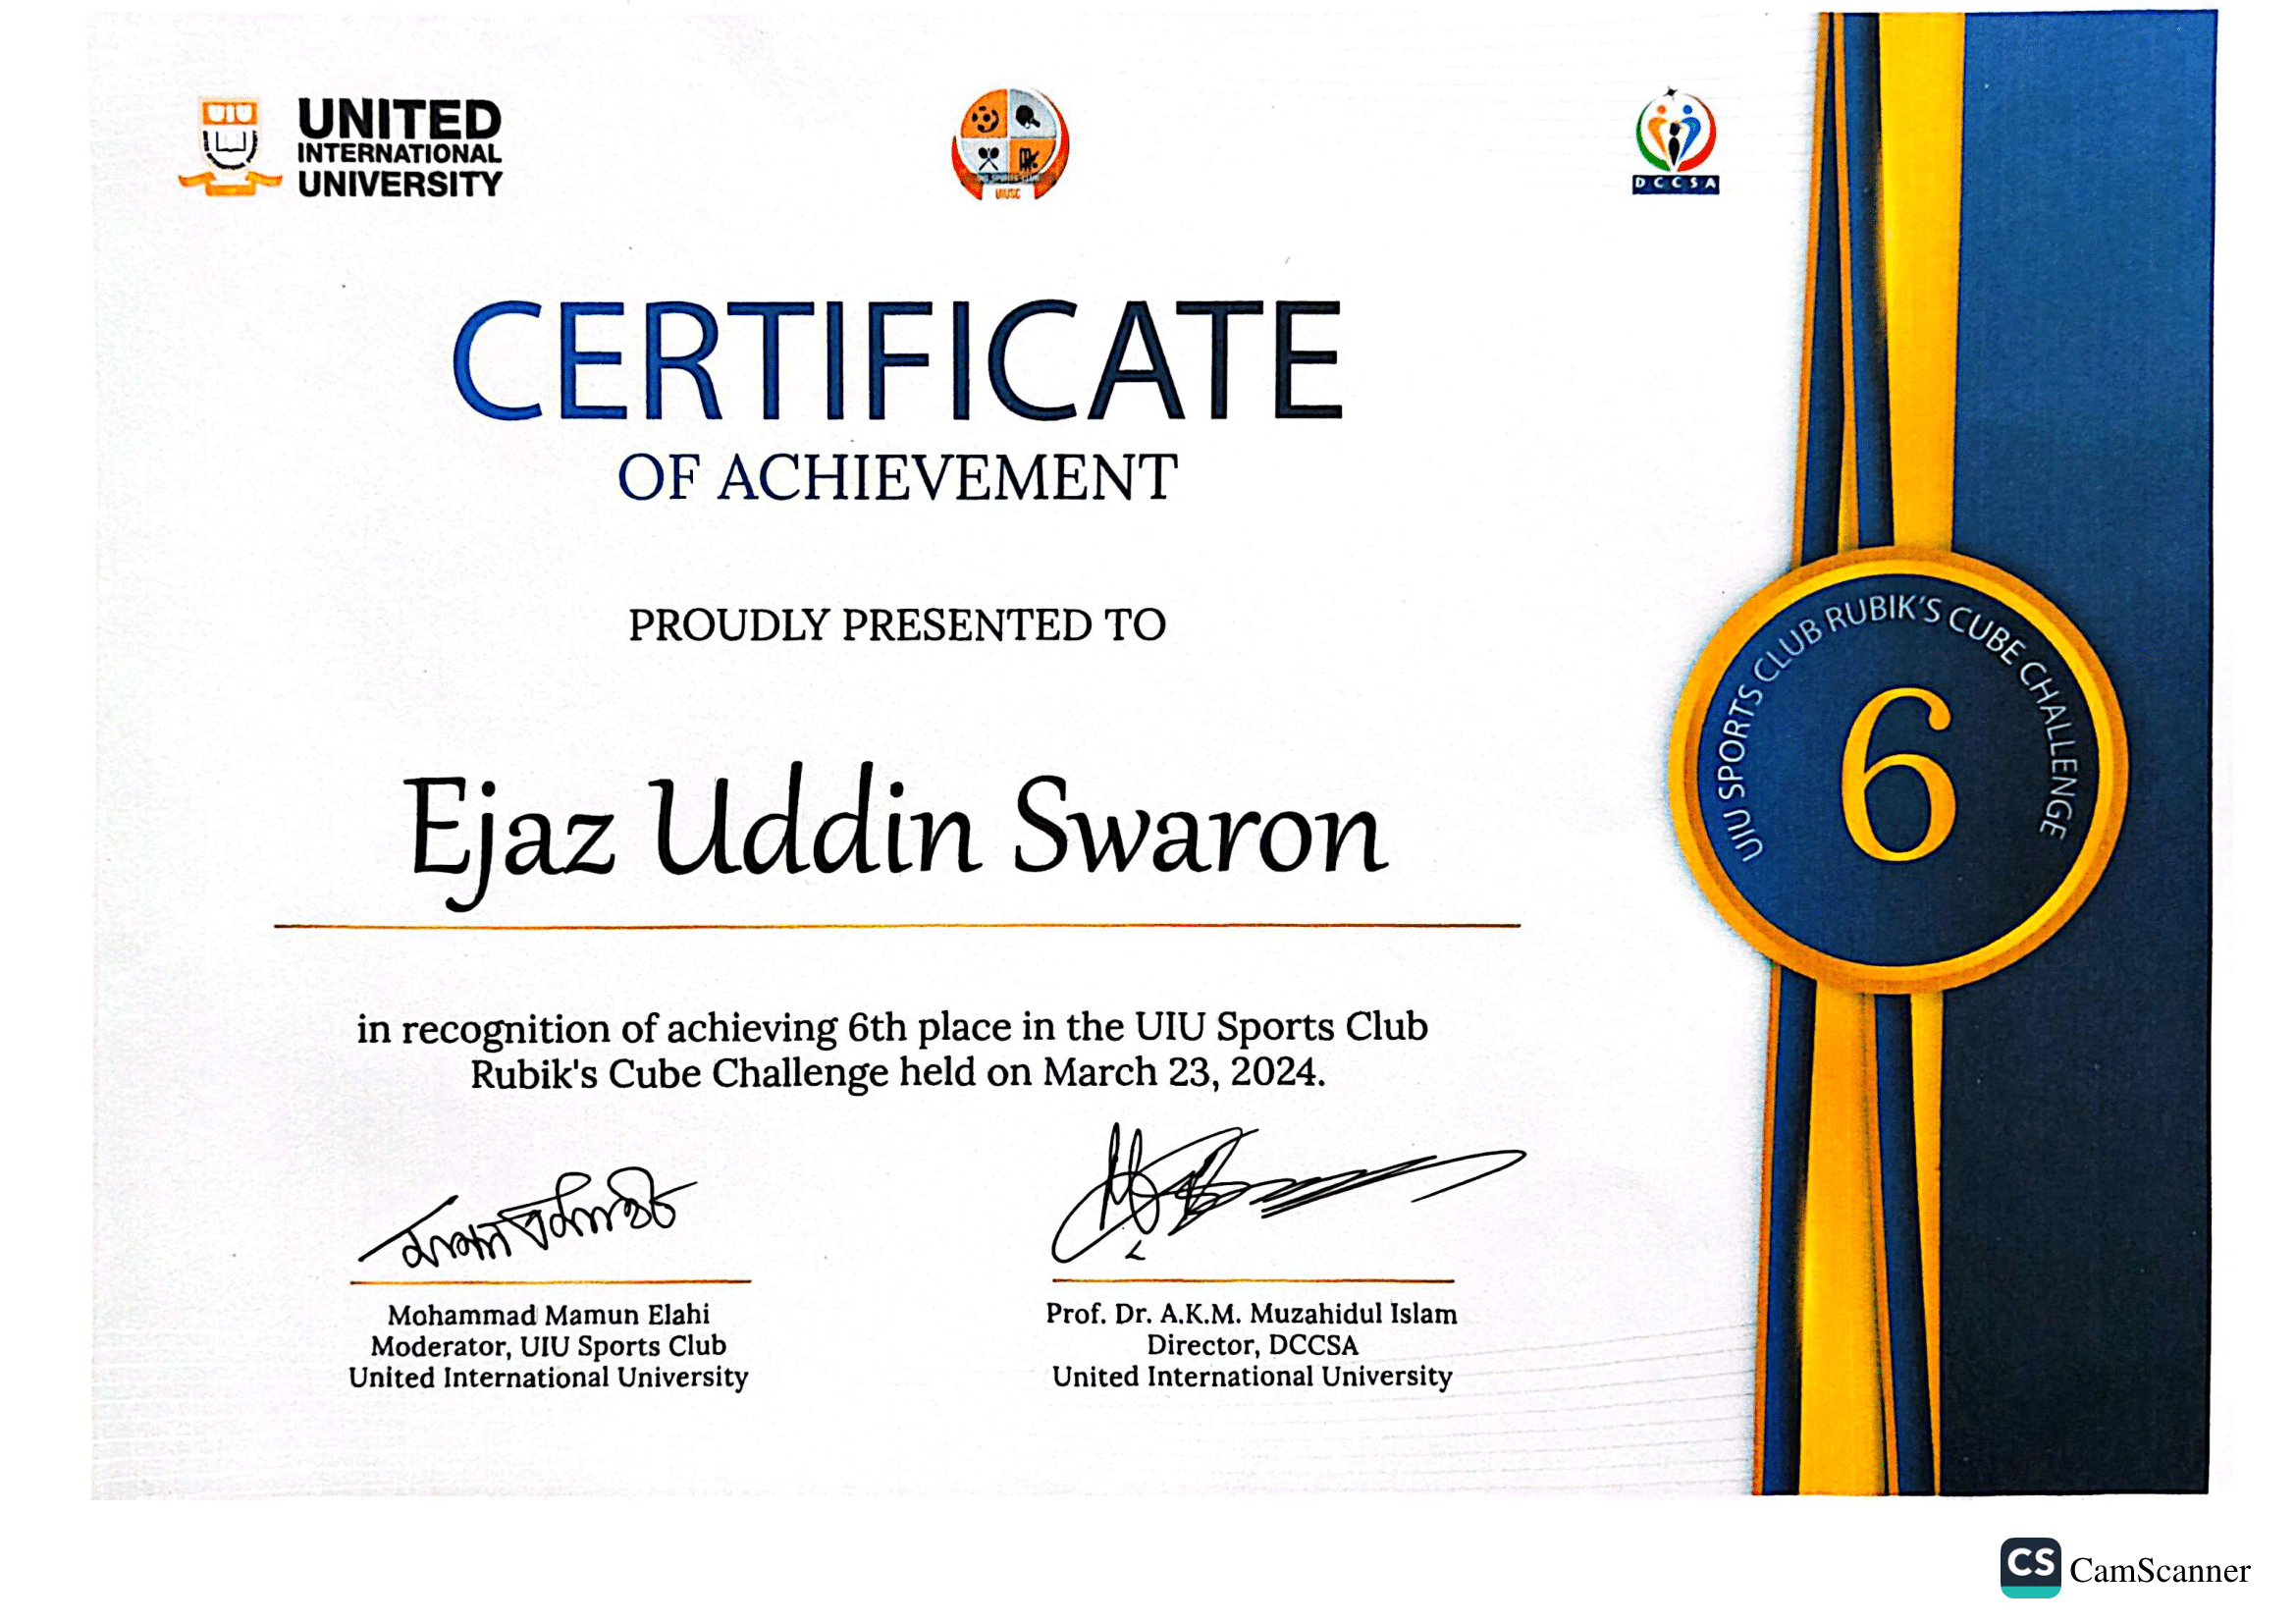 UIU
UNITED
INTERNATIONAL
UNIVERSITY
UIUSC
DCCSA
CERTIFICATE
OF ACHIEVEMENT
PROUDLY PRESENTED TO
Ejaz Uddin Swaron
UIU SPORTS CLUB RUBIK'S CUBE CHALLENGE
6
in recognition of achieving 6th place in the UIU Sports Club
Rubik's Cube Challenge held on March 23, 2024.
Mohammad Mamun Elahi
Moderator, UIU Sports Club
United International University
Prof. Dr. A.K.M. Muzahidul Islam
Director, DCCSA
United International University
CS CamScanner